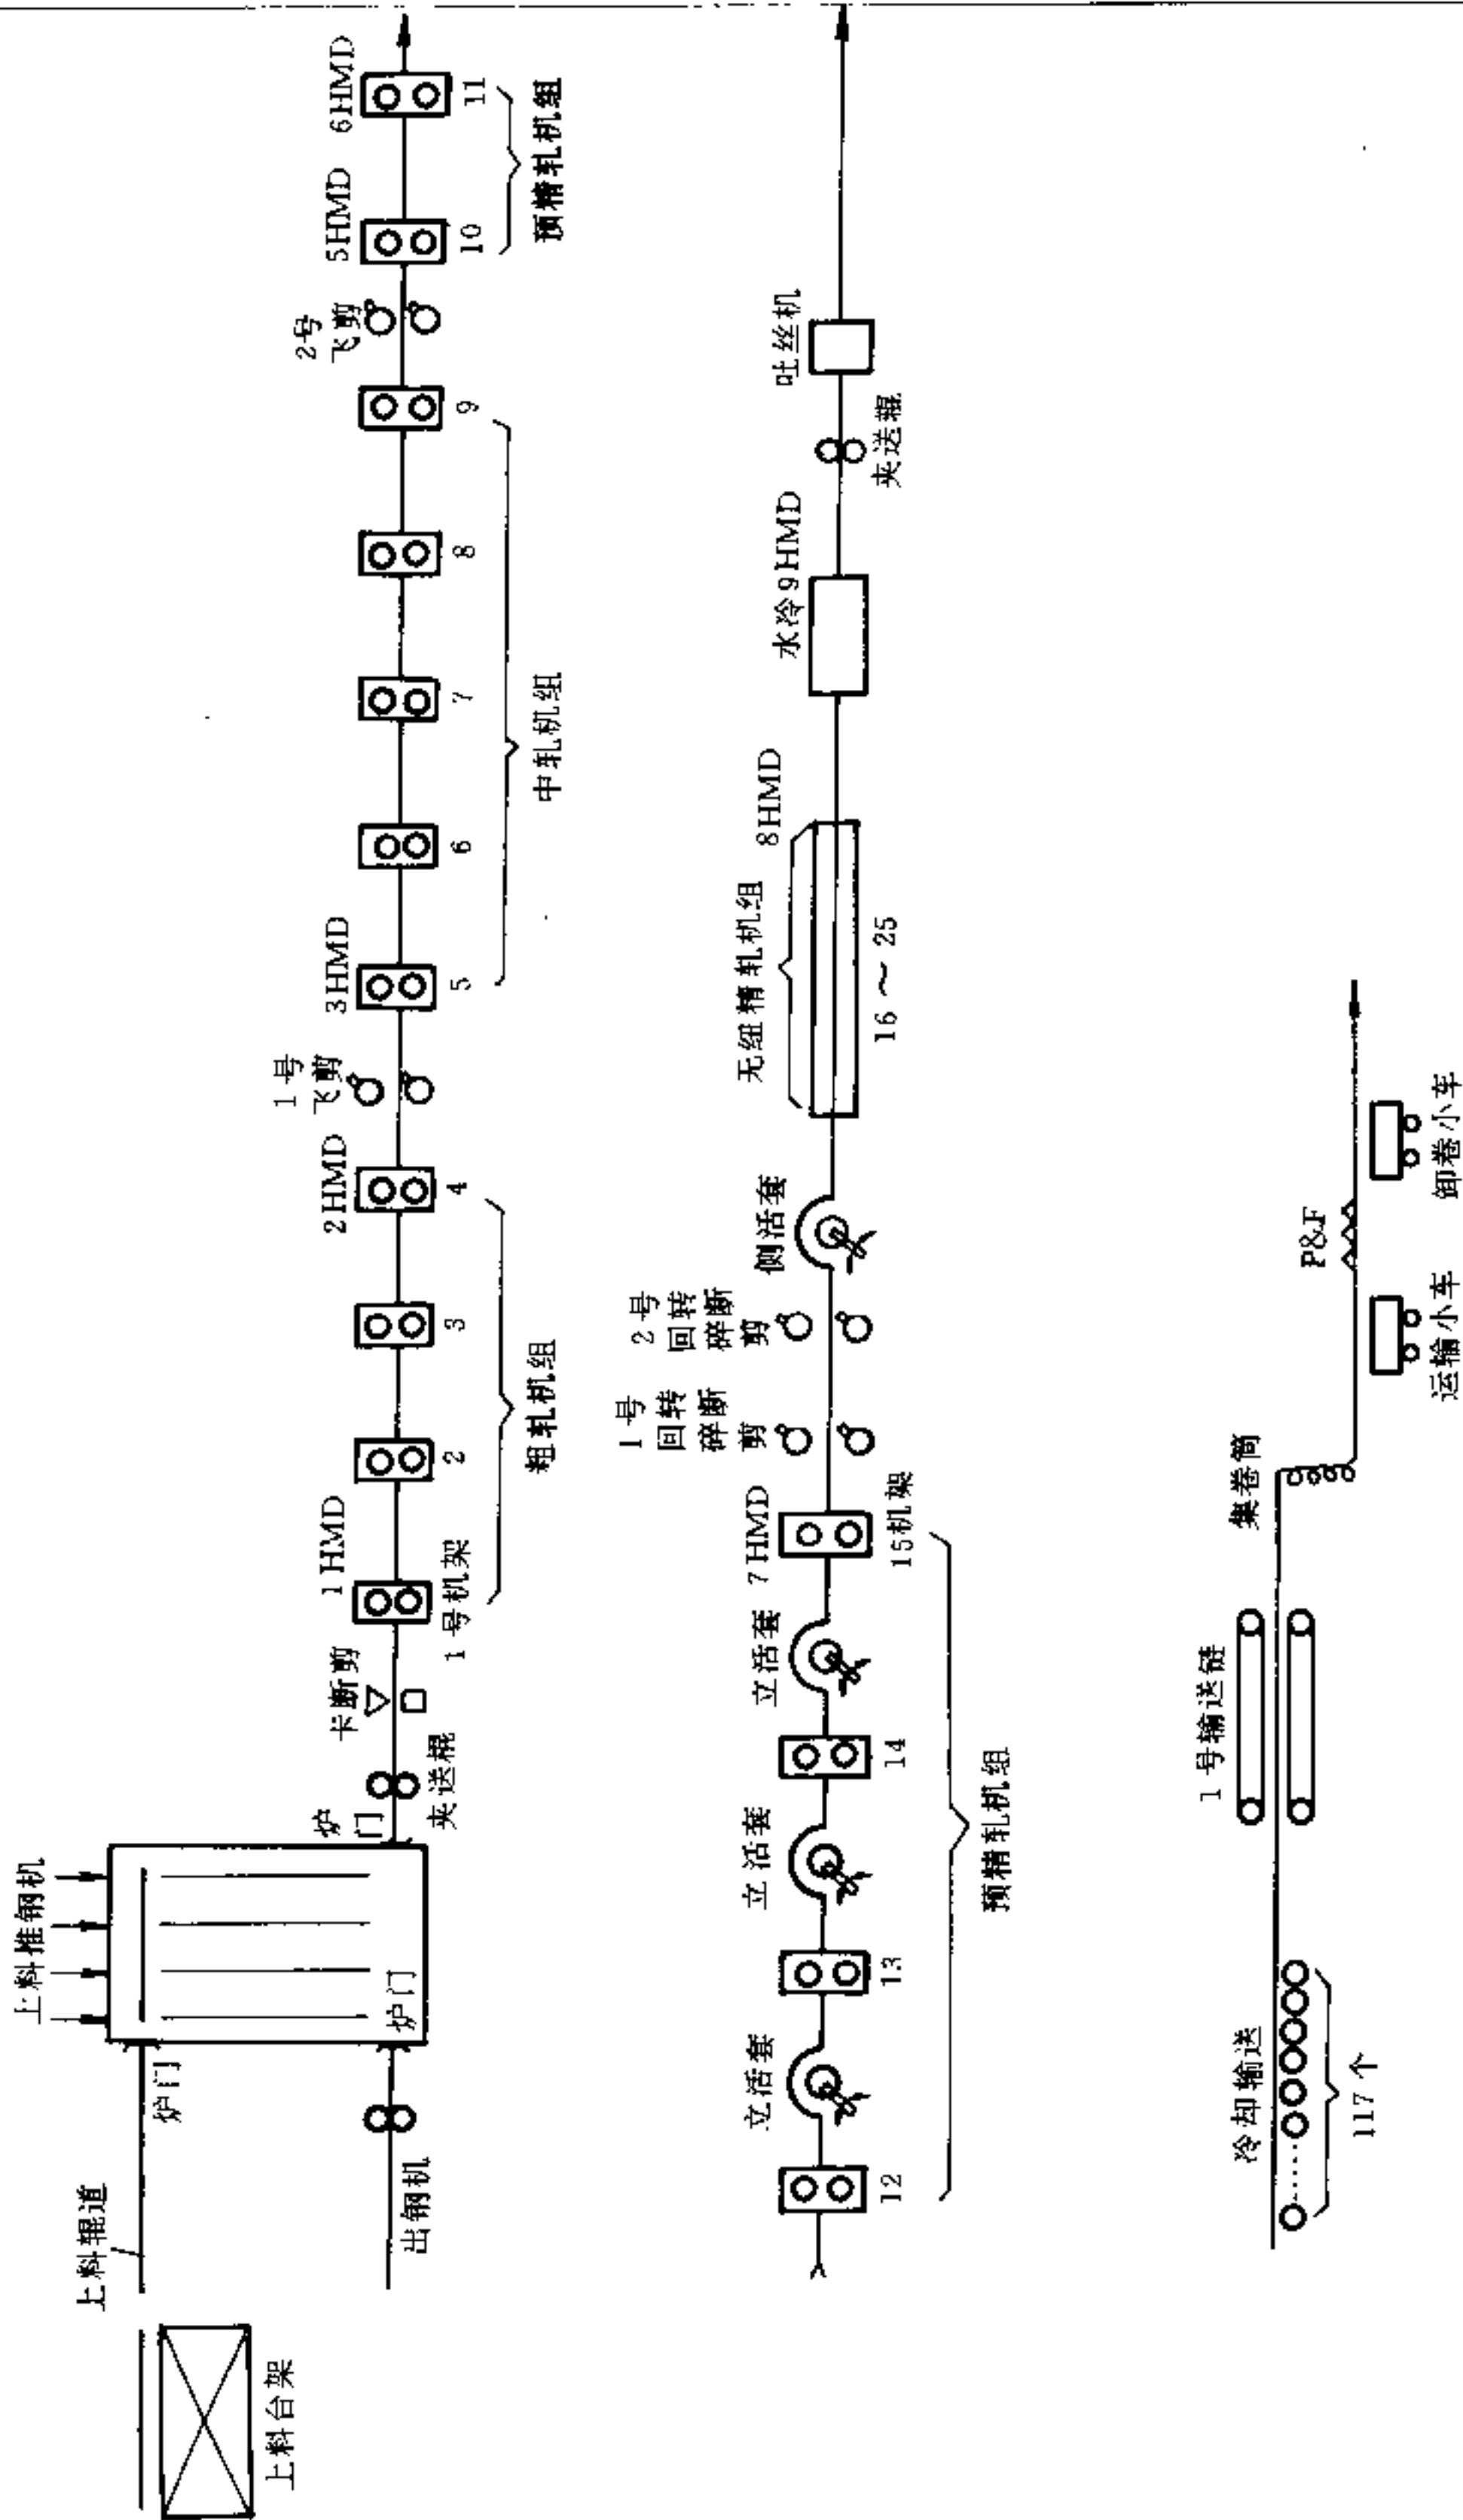 上料台架
上料辊道
上料推钢机
炉门
炉门
炉
门
出钢机
夹送棍
卡断剪
1HMD
1号机架
2
3
2HMD
4
粗轧机组
1号
飞剪
3HMD
5
6
7
8
9
中轧机组
2号
飞剪
5HMD
10
6HMD
11
预精轧机组
12
立活套
13
立活套
14
立活套
7HMD
15机架
预精轧机组
1号
回转
碎断
剪
2号
回转
碎断
剪
侧活套
无纽精轧机组
8HMD
16～25
水冷9HMD
夹送辊
吐丝机
冷却输送
117个
1号输送链
集卷筒
运输小车
P&F
卸卷小车